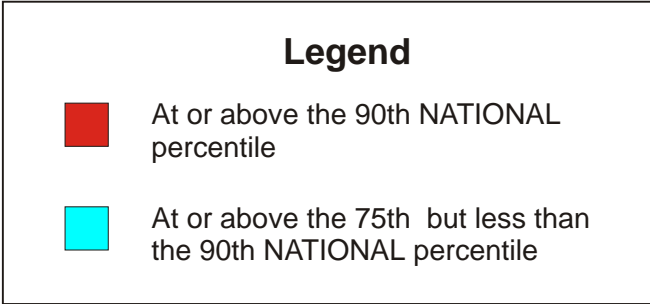 Legend
At or above the 90th NATIONAL
percentile
At or above the 75th  but less than
the 90th NATIONAL percentile